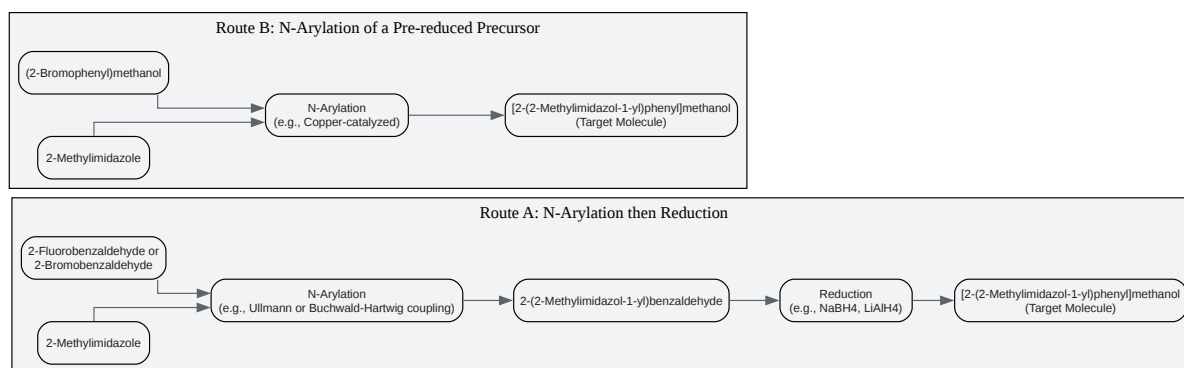 Route B: N-Arylation of a Pre-reduced Precursor
(2-Bromophenyl)methanol
2-Methylimidazole
N-Arylation
(e.g., Copper-catalyzed)
[2-(2-Methylimidazol-1-yl)phenyl]methanol
(Target Molecule)
Route A: N-Arylation then Reduction
2-Fluorobenzaldehyde or
2-Bromobenzaldehyde
2-Methylimidazole
N-Arylation
(e.g., Ullmann or Buchwald-Hartwig coupling)
2-(2-Methylimidazol-1-yl)benzaldehyde
Reduction
(e.g., NaBH4, LiAlH4)
[2-(2-Methylimidazol-1-yl)phenyl]methanol
(Target Molecule)